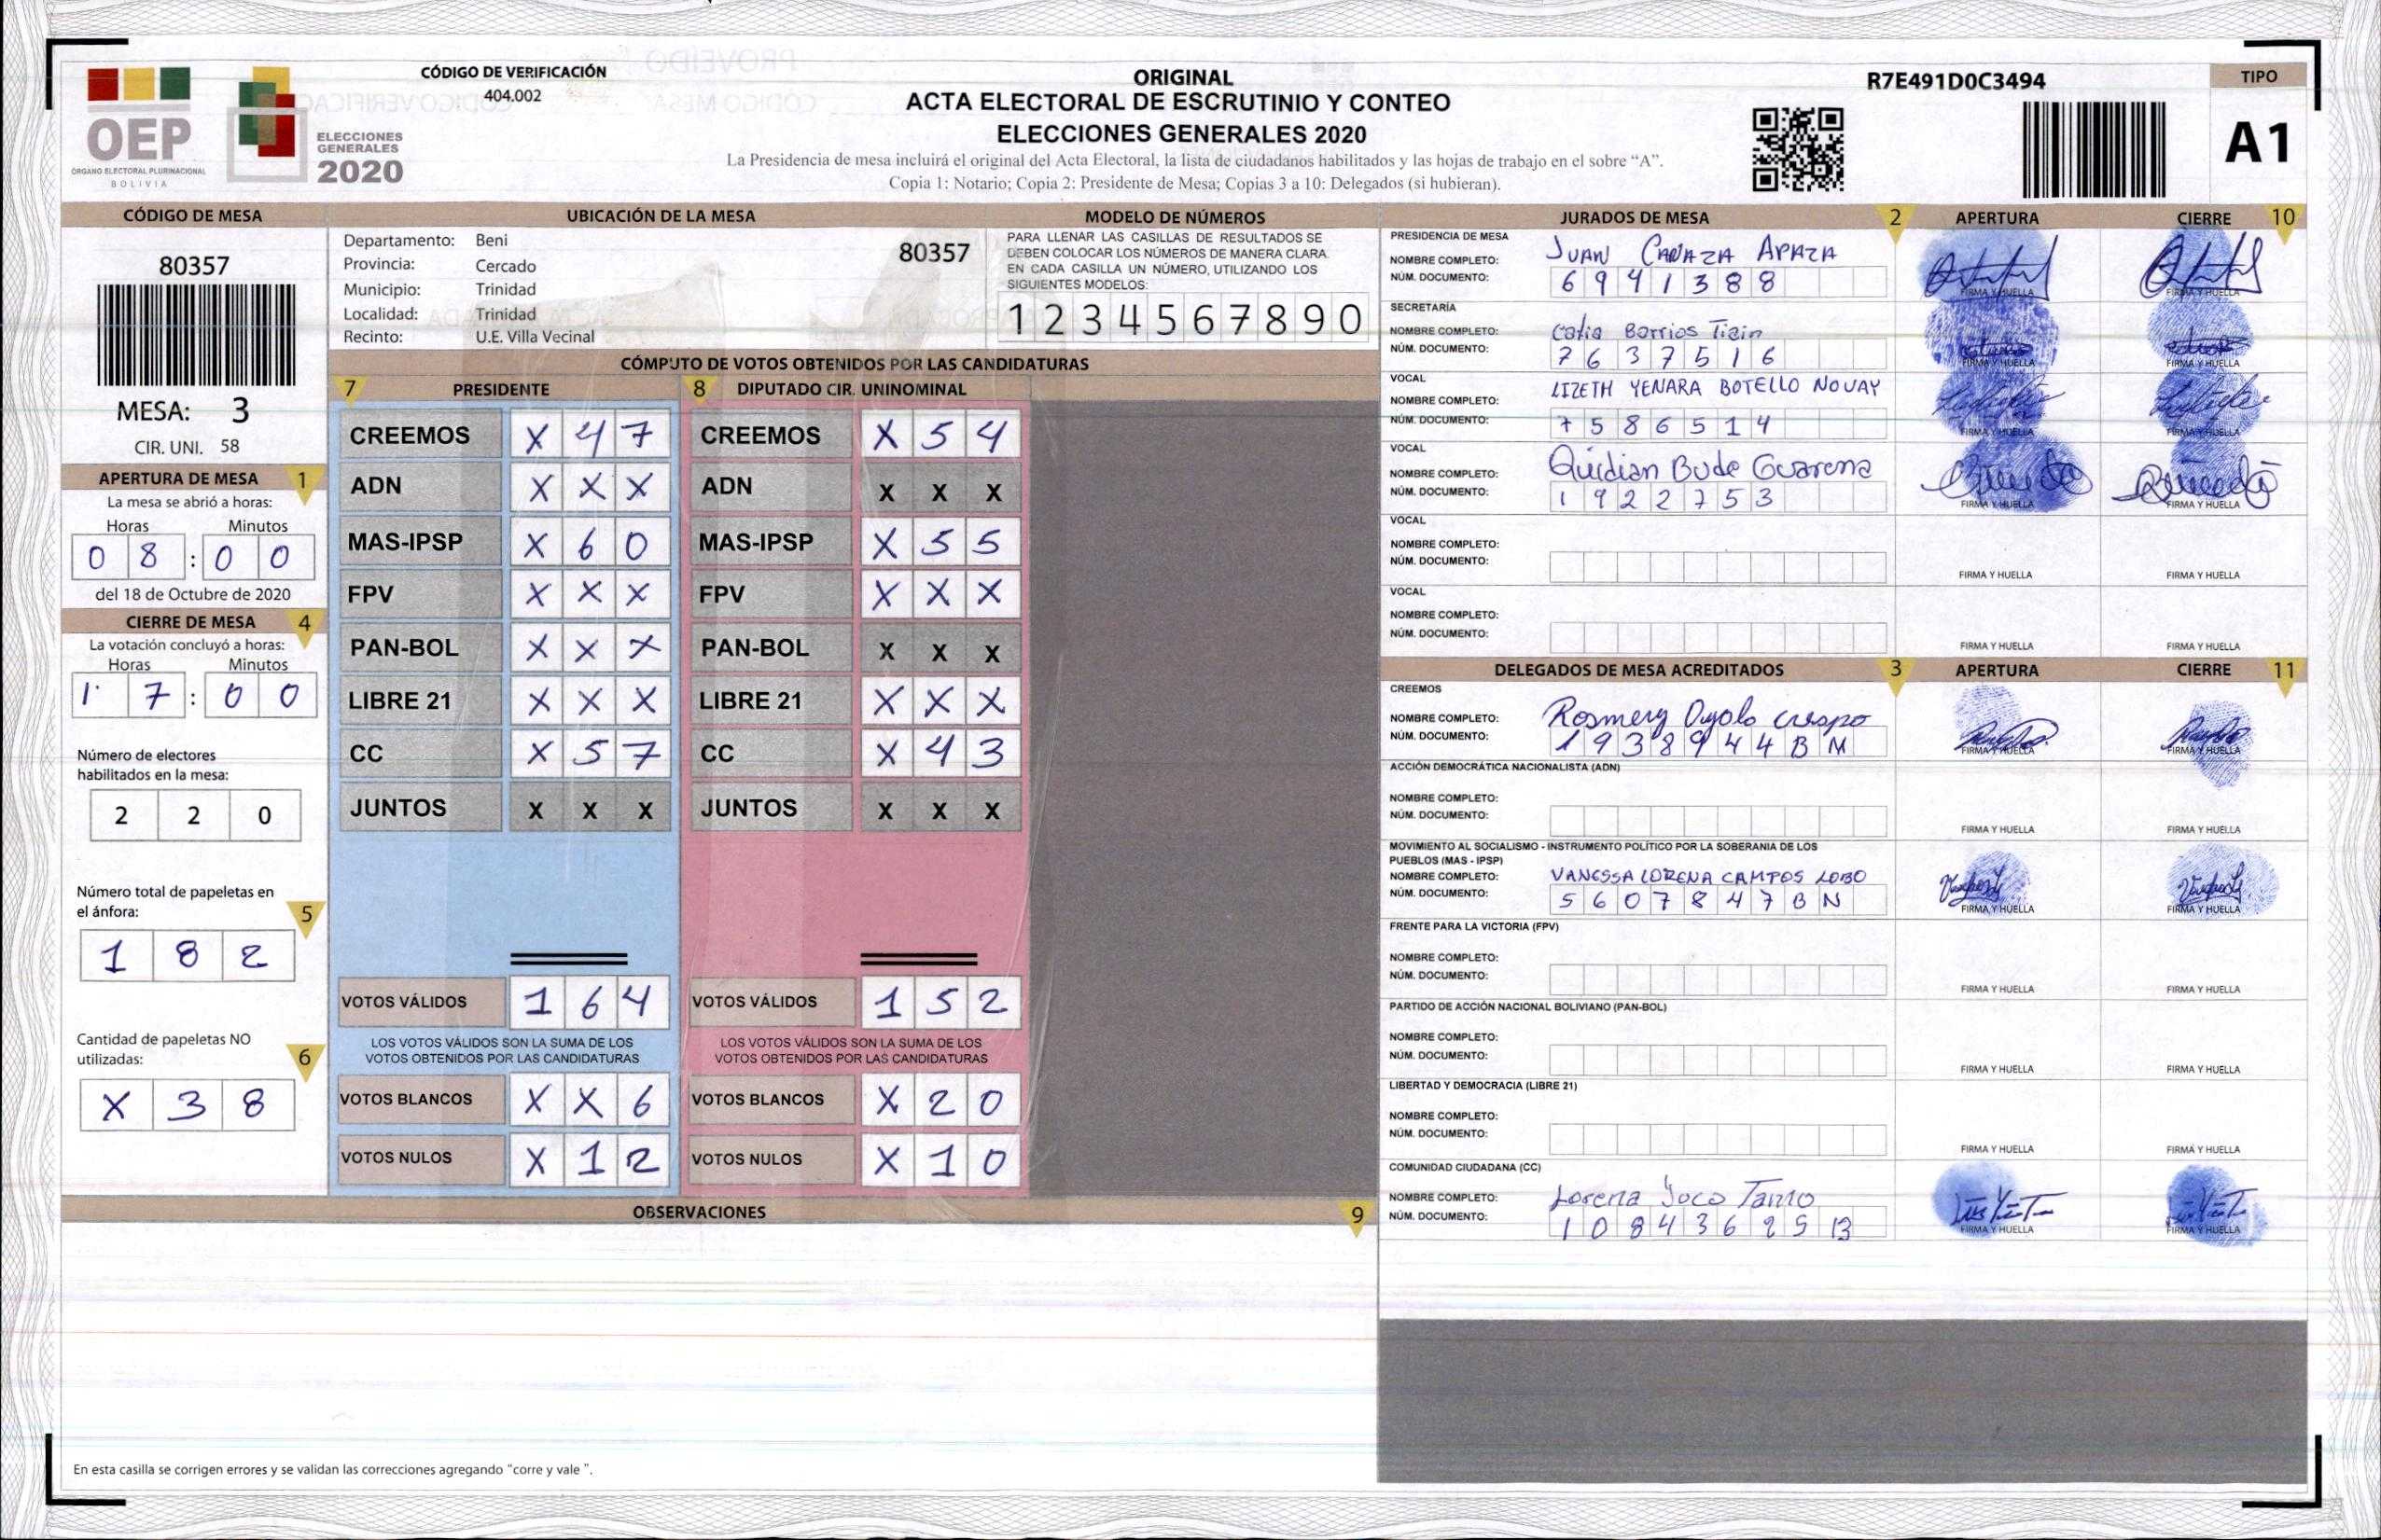 CÓDIGO DE VERIFICACIÓN
404.002
OEP
ÓRGANO ELECTORAL PLURINACIONAL
BOLIVIA
ELECCIONES
GENERALES
2020
ORIGINAL
ACTA ELECTORAL DE ESCRUTINIO Y CONTEO
ELECCIONES GENERALES 2020
La Presidencia de mesa incluirá el original del Acta Electoral, la lista de ciudadanos habilitados y las hojas de trabajo en el sobre “A”.
Copia 1: Notario; Copia 2: Presidente de Mesa; Copias 3 a 10: Delegados (si hubieran).
R7E491D0C3494
TIPO
A1
CÓDIGO DE MESA
80357
MESA: 3
CIR. UNI. 58
APERTURA DE MESA 1
La mesa se abrió a horas:
Horas Minutos
0 8 : 0 0
del 18 de Octubre de 2020
CIERRE DE MESA 4
La votación concluyó a horas:
Horas Minutos
1 7 : 0 0
Número de electores
habilitados en la mesa:
2 2 0
Número total de papeletas en
el ánfora: 5
1 8 2
Cantidad de papeletas NO
utilizadas: 6
X 3 8
UBICACIÓN DE LA MESA
Departamento: Beni
80357
Provincia: Cercado
Municipio: Trinidad
Localidad: Trinidad
Recinto: U.E. Villa Vecinal
MODELO DE NÚMEROS
PARA LLENAR LAS CASILLAS DE RESULTADOS SE
DEBEN COLOCAR LOS NÚMEROS DE MANERA CLARA.
EN CADA CASILLA UN NÚMERO, UTILIZANDO LOS
SIGUIENTES MODELOS:
1 2 3 4 5 6 7 8 9 0
CÓMPUTO DE VOTOS OBTENIDOS POR LAS CANDIDATURAS
7 PRESIDENTE
CREEMOS X 4 7
ADN X X X
MAS-IPSP X 6 0
FPV X X X
PAN-BOL X X X
LIBRE 21 X X X
CC X 5 7
JUNTOS X X X
VOTOS VÁLIDOS 1 6 4
LOS VOTOS VÁLIDOS SON LA SUMA DE LOS
VOTOS OBTENIDOS POR LAS CANDIDATURAS
VOTOS BLANCOS X X 6
VOTOS NULOS X 1 2
8 DIPUTADO CIR. UNINOMINAL
CREEMOS X 5 4
ADN X X X
MAS-IPSP X 5 5
FPV X X X
PAN-BOL X X X
LIBRE 21 X X X
CC X 4 3
JUNTOS X X X
VOTOS VÁLIDOS 1 5 2
LOS VOTOS VÁLIDOS SON LA SUMA DE LOS
VOTOS OBTENIDOS POR LAS CANDIDATURAS
VOTOS BLANCOS X 2 0
VOTOS NULOS X 1 0
OBSERVACIONES 9
En esta casilla se corrigen errores y se validan las correcciones agregando “corre y vale ”.
JURADOS DE MESA 2 APERTURA CIERRE 10
PRESIDENCIA DE MESA
NOMBRE COMPLETO: JUAN CANAZA APAZA
NÚM. DOCUMENTO: 6 9 4 1 3 8 8
FIRMA Y HUELLA FIRMA Y HUELLA
SECRETARÍA
NOMBRE COMPLETO: Barrios
NÚM. DOCUMENTO: 7 6 3 7 5 1 6
FIRMA Y HUELLA FIRMA Y HUELLA
VOCAL
NOMBRE COMPLETO: LIZETH YENARA BOTELLO NOUAY
NÚM. DOCUMENTO: 7 5 8 6 5 1 4
FIRMA Y HUELLA FIRMA Y HUELLA
VOCAL
NOMBRE COMPLETO: Bude
NÚM. DOCUMENTO: 1 9 2 2 7 5 3
FIRMA Y HUELLA FIRMA Y HUELLA
VOCAL
NOMBRE COMPLETO:
NÚM. DOCUMENTO:
FIRMA Y HUELLA FIRMA Y HUELLA
VOCAL
NOMBRE COMPLETO:
NÚM. DOCUMENTO:
FIRMA Y HUELLA FIRMA Y HUELLA
DELEGADOS DE MESA ACREDITADOS 3 APERTURA CIERRE 11
CREEMOS
NOMBRE COMPLETO: Rosmery Oyola crespo
NÚM. DOCUMENTO: 1 9 3 8 9 4 4 B M
FIRMA Y HUELLA FIRMA Y HUELLA
ACCIÓN DEMOCRÁTICA NACIONALISTA (ADN)
NOMBRE COMPLETO:
NÚM. DOCUMENTO:
FIRMA Y HUELLA FIRMA Y HUELLA
MOVIMIENTO AL SOCIALISMO - INSTRUMENTO POLÍTICO POR LA SOBERANIA DE LOS
PUEBLOS (MAS - IPSP)
NOMBRE COMPLETO: VANESSA LORENA CAMPOS LOBO
NÚM. DOCUMENTO: 5 6 0 7 8 4 7 B N
FIRMA Y HUELLA FIRMA Y HUELLA
FRENTE PARA LA VICTORIA (FPV)
NOMBRE COMPLETO:
NÚM. DOCUMENTO:
FIRMA Y HUELLA FIRMA Y HUELLA
PARTIDO DE ACCIÓN NACIONAL BOLIVIANO (PAN-BOL)
NOMBRE COMPLETO:
NÚM. DOCUMENTO:
FIRMA Y HUELLA FIRMA Y HUELLA
LIBERTAD Y DEMOCRACIA (LIBRE 21)
NOMBRE COMPLETO:
NÚM. DOCUMENTO:
FIRMA Y HUELLA FIRMA Y HUELLA
COMUNIDAD CIUDADANA (CC)
NOMBRE COMPLETO: Lorena
NÚM. DOCUMENTO:
FIRMA Y HUELLA FIRMA Y HUELLA